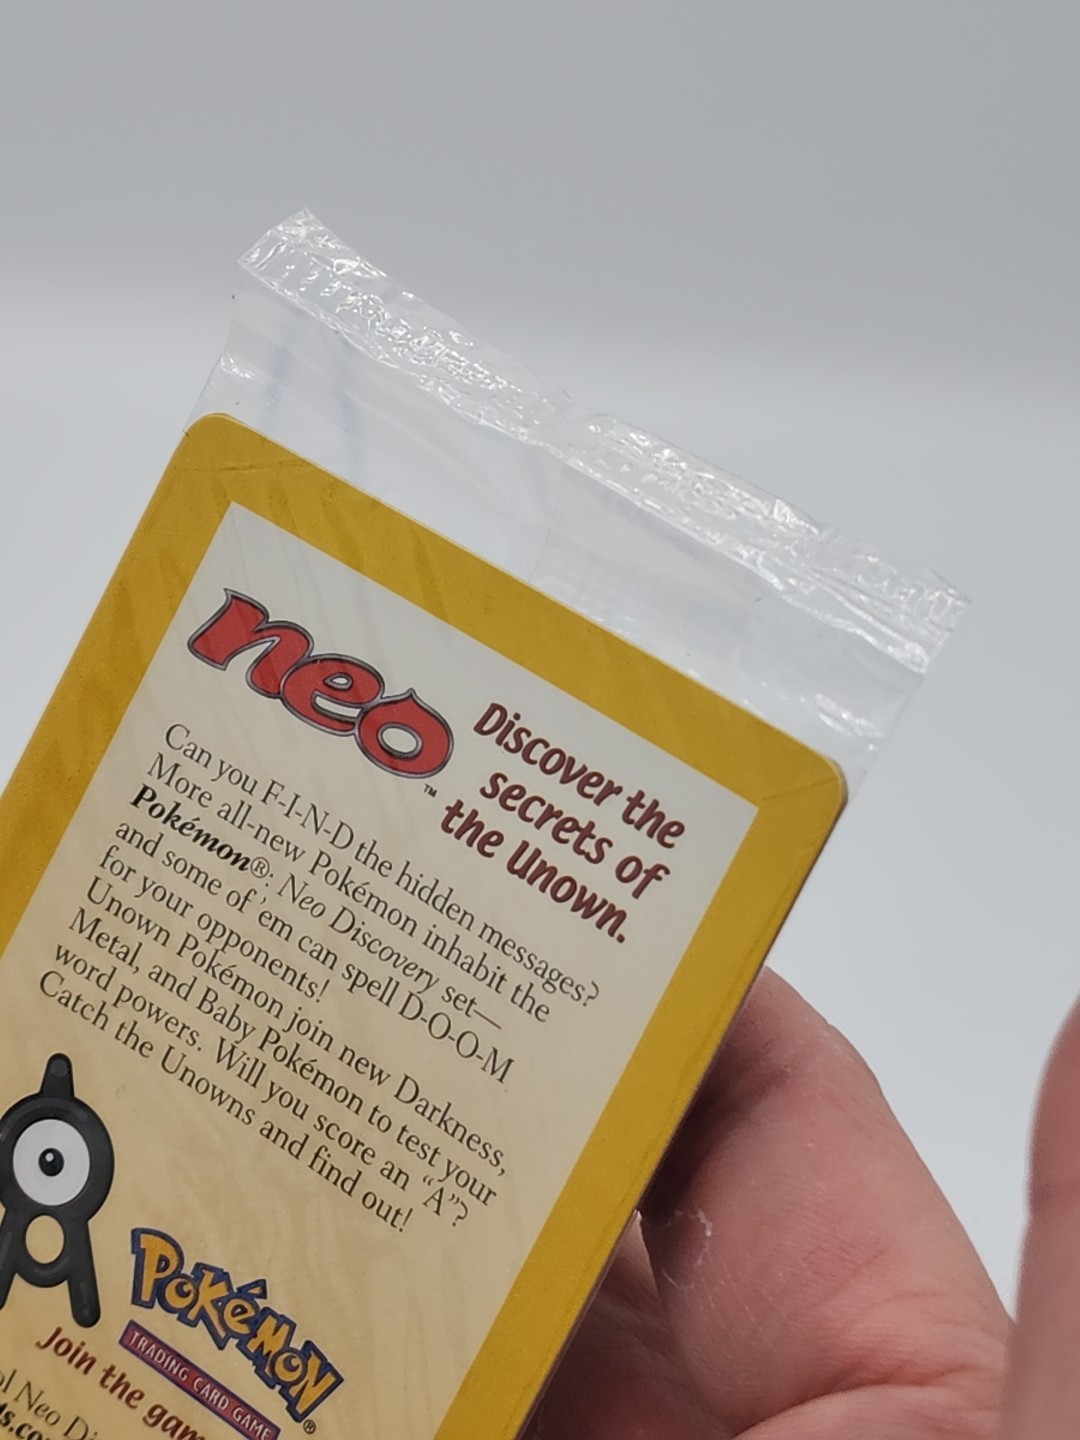 neo™
Discover the
secrets of
the Unown.
Can you F-I-N-D the hidden messages?
More all-new Pokémon inhabit the
Pokémon®: Neo Discovery set—
and some of 'em can spell D-O-O-M
for your opponents!
Unown Pokémon join new Darkness,
Metal, and Baby Pokémon to test your
word powers. Will you score an “A”?
Catch the Unowns and find out!
POKéMON®
TRADING CARD GAME
Join the
Neo